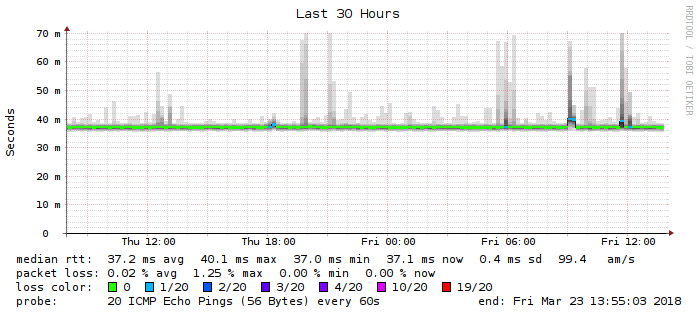 Last 30 Hours
RRDTOOL / TOBI OETIKER
Seconds
70 m
60 m
50 m
40 m
30 m
20 m
10 m
0
Thu 12:00 Thu 18:00 Fri 00:00 Fri 06:00 Fri 12:00
median rtt: 37.2 ms avg 40.1 ms max 37.0 ms min 37.1 ms now 0.4 ms sd 99.4 am/s
packet loss: 0.02 % avg 1.25 % max 0.00 % min 0.00 % now
loss color: 0 1/20 2/20 3/20 4/20 10/20 19/20
probe: 20 ICMP Echo Pings (56 Bytes) every 60s end: Fri Mar 23 13:55:03 2018